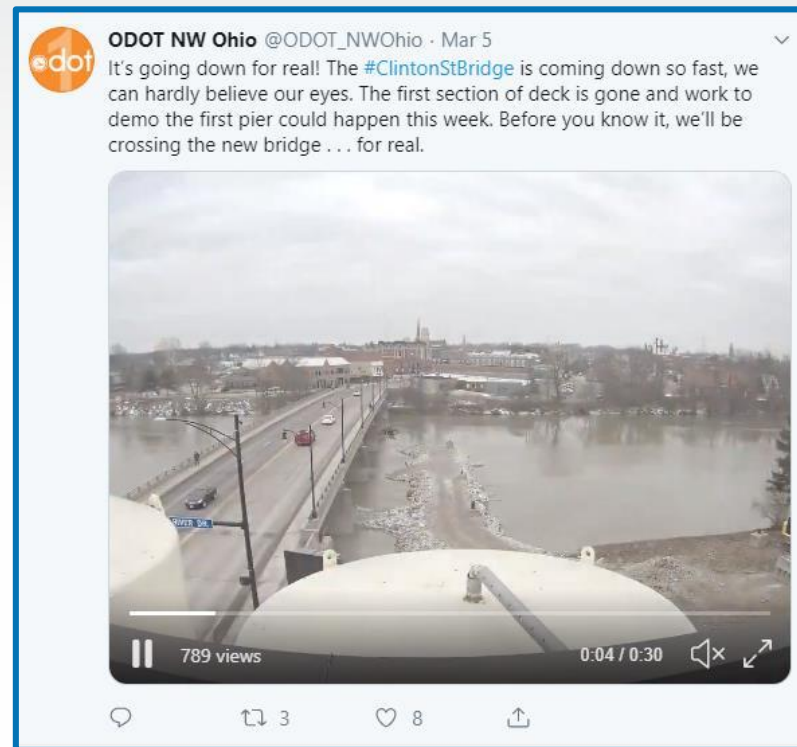 ODOT NW Ohio @ODOT_NWOhio · Mar 5
It's going down for real! The #ClintonStBridge is coming down so fast, we
can hardly believe our eyes. The first section of deck is gone and work to
demo the first pier could happen this week. Before you know it, we'll be
crossing the new bridge . . . for real.
odot
1
RIVER DR.
789 views
0:04 / 0:30
3
8